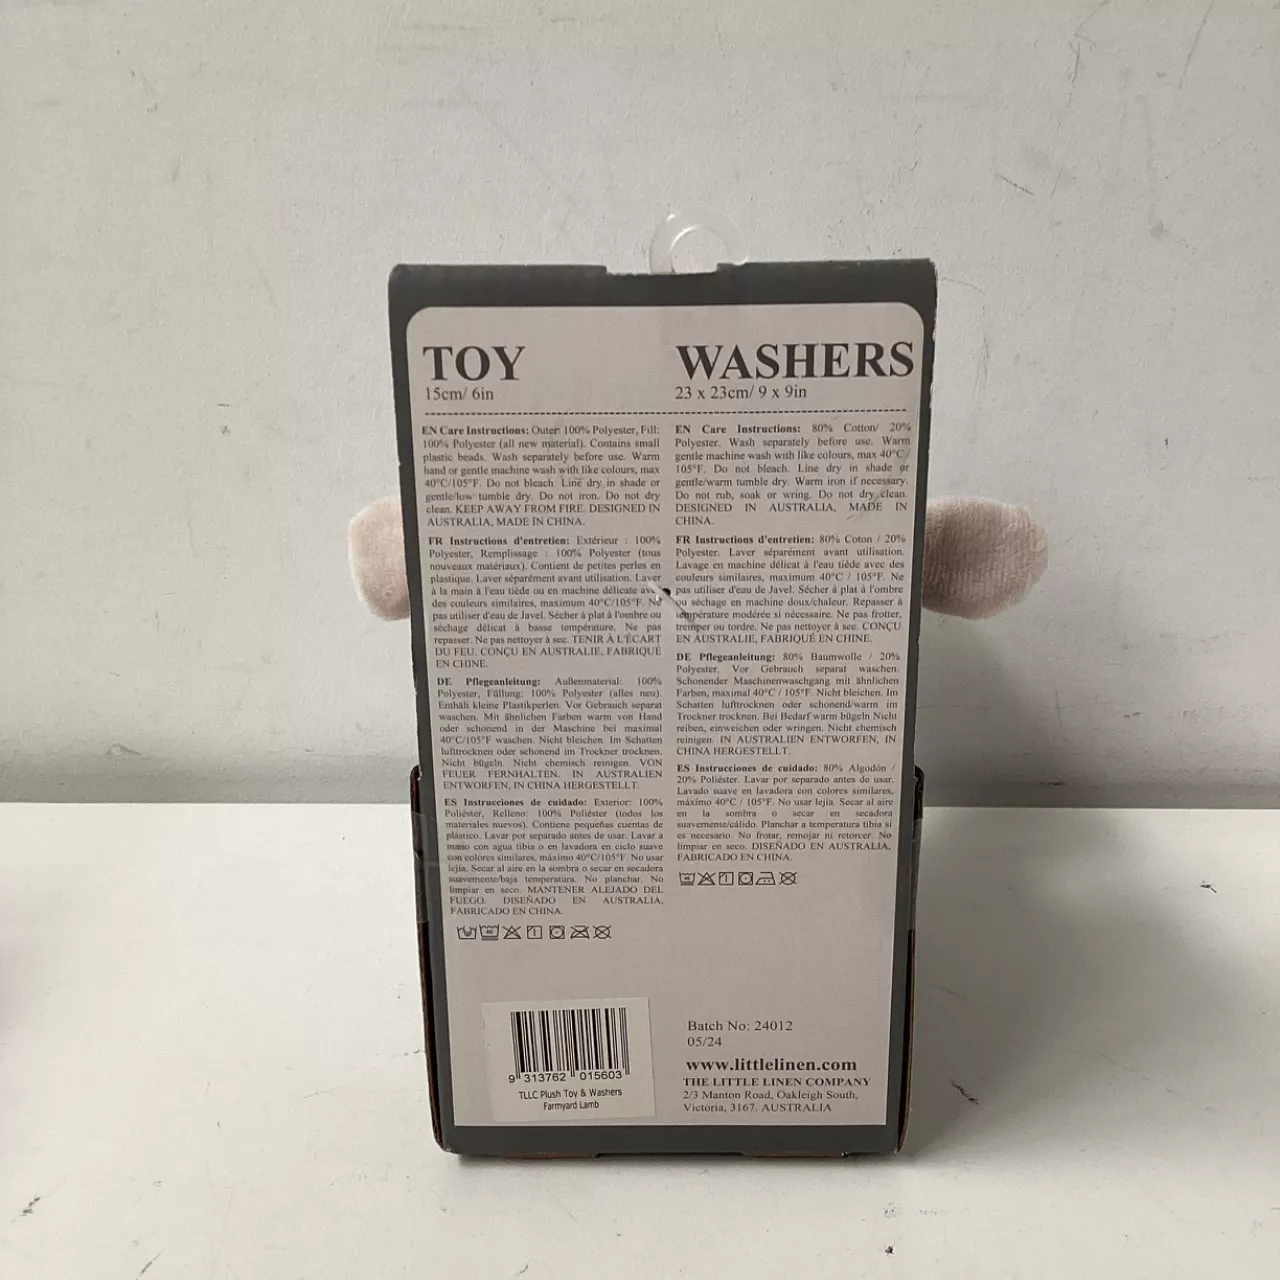 TOY
15cm/ 6in
EN Care Instructions: Outer: 100% Polyester, Fill:
100% Polyester (all new material). Contains small
plastic beads. Wash separately before use. Warm
hand or gentle machine wash with like colours, max
40°C/105°F. Do not bleach. Line dry in shade or
gentle/low tumble dry. Do not iron. Do not dry
clean. KEEP AWAY FROM FIRE. DESIGNED IN
AUSTRALIA, MADE IN CHINA.
FR Instructions d'entretien: Extérieur : 100%
Polyester, Remplissage : 100% Polyester (tous
nouveaux matériaux). Contient de petites perles en
plastique. Laver séparément avant utilisation. Laver
à la main à l'eau tiède ou en machine délicate avec
des couleurs similaires, maximum 40°C/105°F. Ne
pas utiliser d'eau de Javel. Sécher à plat à l'ombre ou
séchage délicat à basse température. Ne pas
repasser. Ne pas nettoyer à sec. TENIR À L'ÉCART
DU FEU. CONÇU EN AUSTRALIE, FABRIQUÉ
EN CHINE.
DE Pflegeanleitung: Außenmaterial: 100%
Polyester, Füllung: 100% Polyester (alles neu).
Enthält kleine Plastikperlen. Vor Gebrauch separat
waschen. Mit ähnlichen Farben warm von Hand
oder schonend in der Maschine bei maximal
40°C/105°F waschen. Nicht bleichen. Im Schatten
lufttrocknen oder schonend im Trockner trocknen.
Nicht bügeln. Nicht chemisch reinigen. VON
FEUER FERNHALTEN. IN AUSTRALIEN
ENTWORFEN, IN CHINA HERGESTELLT.
ES Instrucciones de cuidado: Exterior: 100%
Poliéster, Relleno: 100% Poliéster (todos los
materiales nuevos). Contiene pequeñas cuentas de
plástico. Lavar por separado antes de usar. Lavar a
mano con agua tibia o en lavadora en ciclo suave
con colores similares, máximo 40°C/105°F. No usar
lejía. Secar al aire en la sombra o secar en secadora
suavemente/baja temperatura. No planchar. No
limpiar en seco. MANTENER ALEJADO DEL
FUEGO. DISEÑADO EN AUSTRALIA,
FABRICADO EN CHINA.
WASHERS
23 x 23cm/ 9 x 9in
EN Care Instructions: 80% Cotton/ 20%
Polyester. Wash separately before use. Warm
gentle machine wash with like colours, max 40°C/
105°F. Do not bleach. Line dry in shade or
gentle/warm tumble dry. Warm iron if necessary.
Do not rub, soak or wring. Do not dry clean.
DESIGNED IN AUSTRALIA, MADE IN
CHINA.
FR Instructions d'entretien: 80% Coton / 20%
Polyester. Laver séparément avant utilisation.
Lavage en machine délicat à l'eau tiède avec des
couleurs similaires, maximum 40°C / 105°F. Ne
pas utiliser d'eau de Javel. Sécher à plat à l'ombre
ou séchage en machine doux/chaleur. Repasser à
température modérée si nécessaire. Ne pas frotter,
tremper ou tordre. Ne pas nettoyer à sec. CONÇU
EN AUSTRALIE, FABRIQUÉ EN CHINE.
DE Pflegeanleitung: 80% Baumwolle / 20%
Polyester. Vor Gebrauch separat waschen.
Schonender Maschinenwaschgang mit ähnlichen
Farben, maximal 40°C / 105°F. Nicht bleichen. Im
Schatten lufttrocknen oder schonend/warm im
Trockner trocknen. Bei Bedarf warm bügeln Nicht
reiben, einweichen oder wringen. Nicht chemisch
reinigen. IN AUSTRALIEN ENTWORFEN, IN
CHINA HERGESTELLT.
ES Instrucciones de cuidado: 80% Algodón /
20% Poliéster. Lavar por separado antes de usar.
Lavado suave en lavadora con colores similares,
máximo 40°C / 105°F. No usar lejía. Secar al aire
en la sombra o secar en secadora
suavemente/cálido. Planchar a temperatura tibia si
es necesario. No frotar, remojar ni retorcer. No
limpiar en seco. DISEÑADO EN AUSTRALIA,
FABRICADO EN CHINA.
9 313762 015603
TLLC Plush Toy & Washers
Farmyard Lamb
Batch No: 24012
05/24
www.littlelinen.com
THE LITTLE LINEN COMPANY
2/3 Manton Road, Oakleigh South,
Victoria, 3167. AUSTRALIA